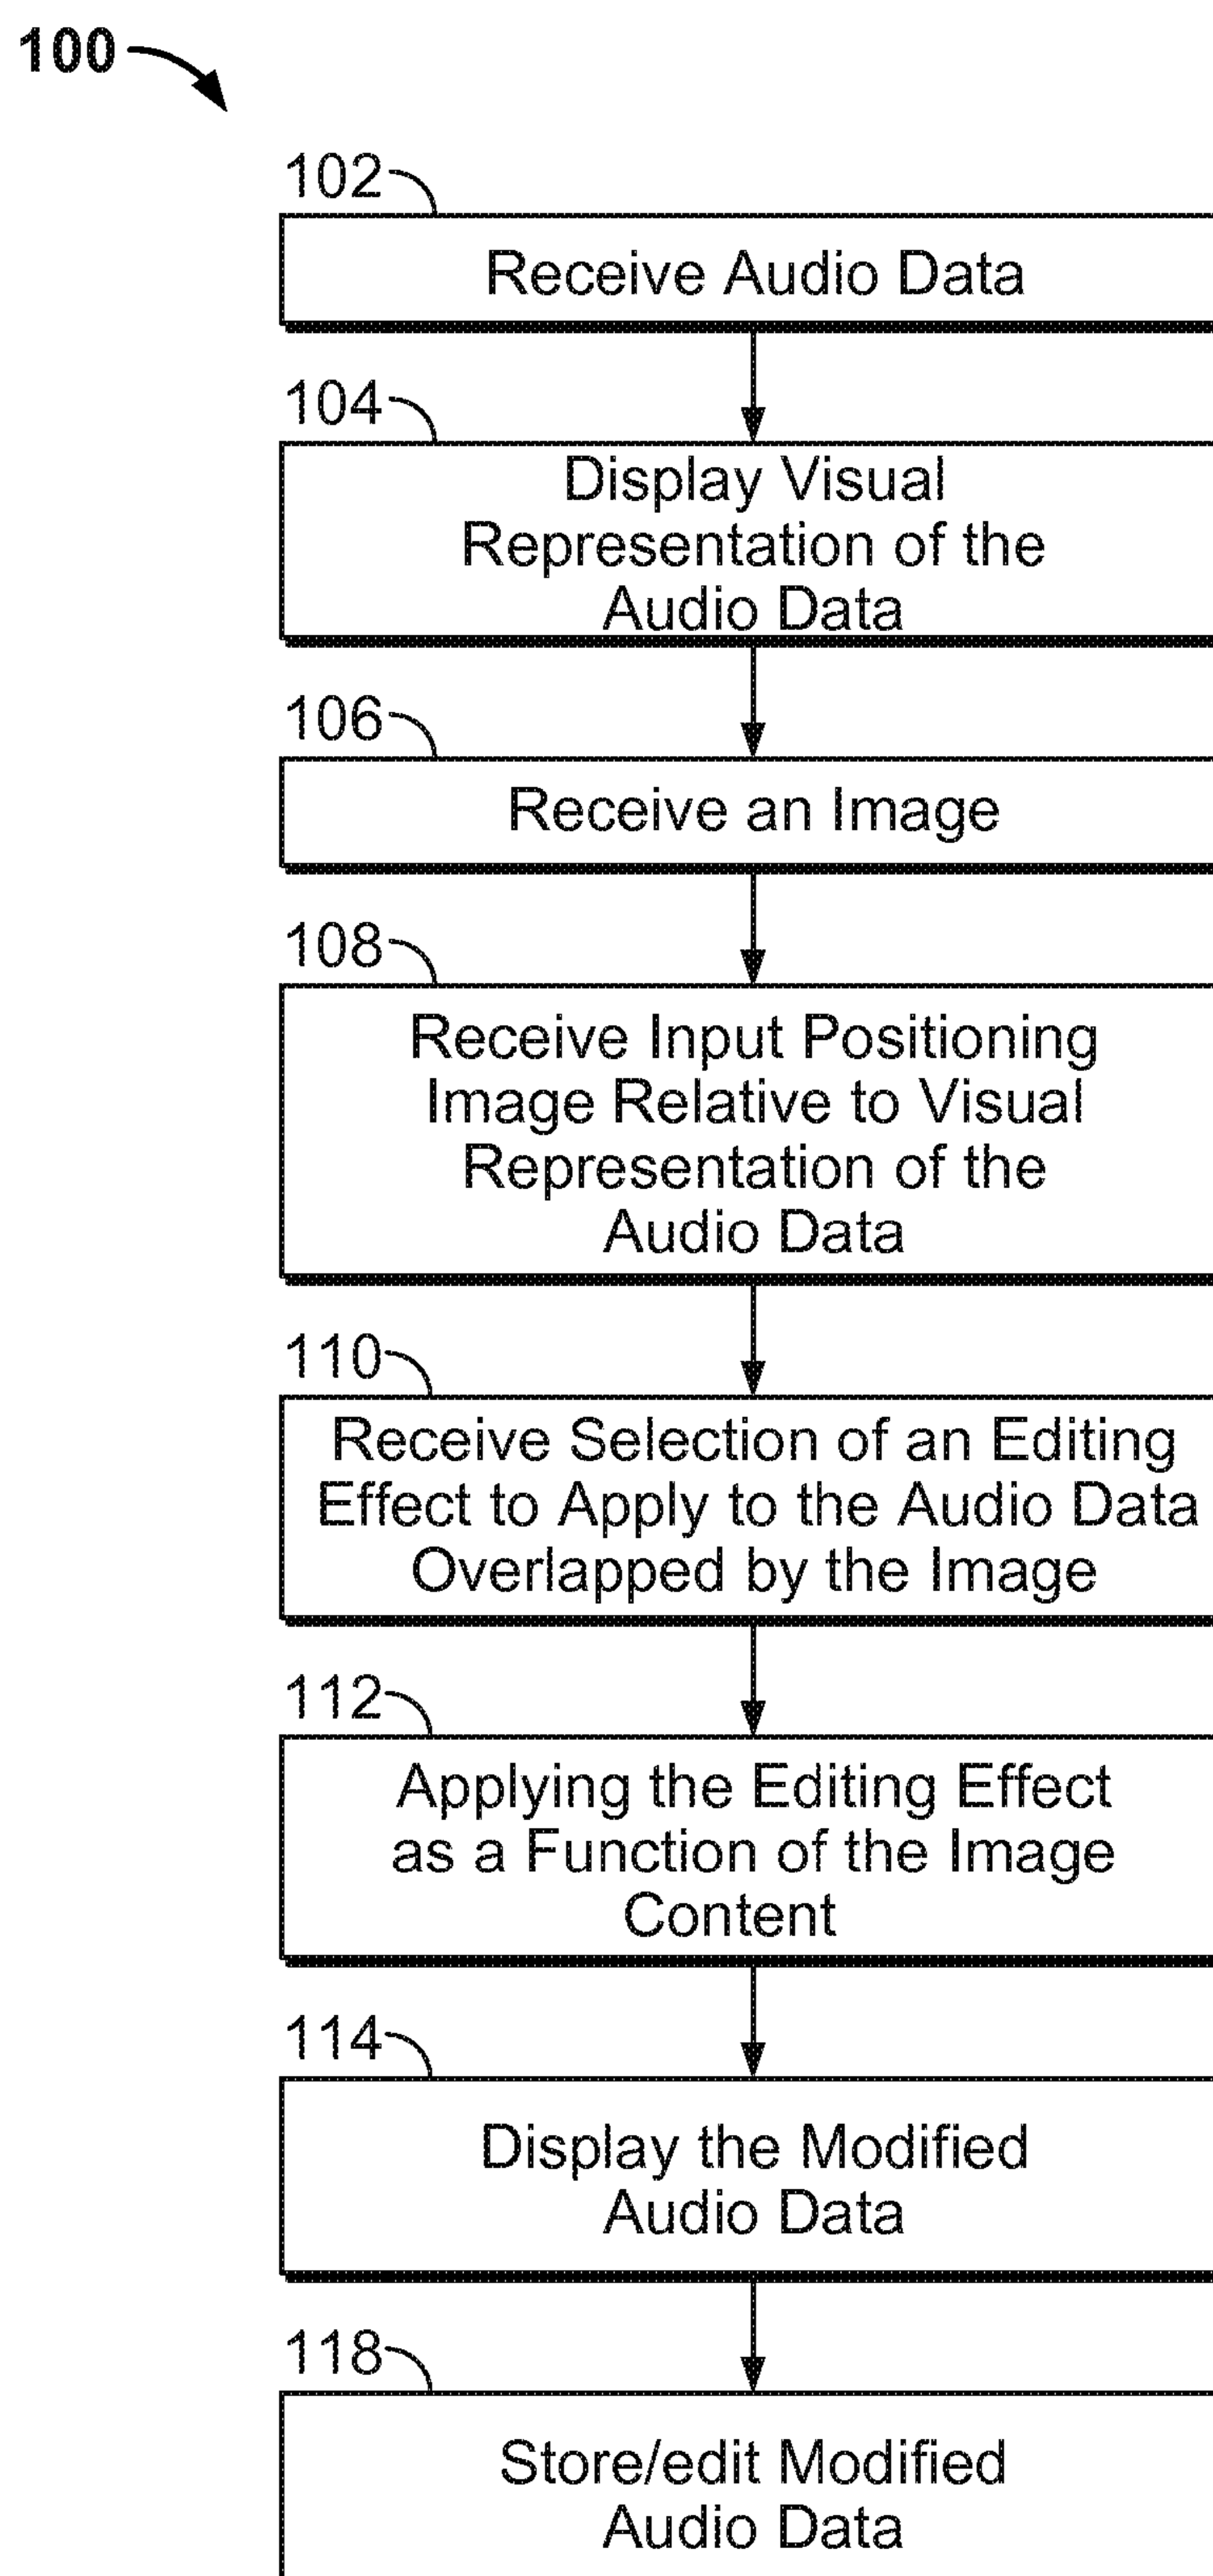 100
102
Receive Audio Data
104
Display Visual
Representation of the
Audio Data
106
Receive an Image
108
Receive Input Positioning
Image Relative to Visual
Representation of the
Audio Data
110
Receive Selection of an Editing
Effect to Apply to the Audio Data
Overlapped by the Image
112
Applying the Editing Effect
as a Function of the Image
Content
114
Display the Modified
Audio Data
118
Store/edit Modified
Audio Data